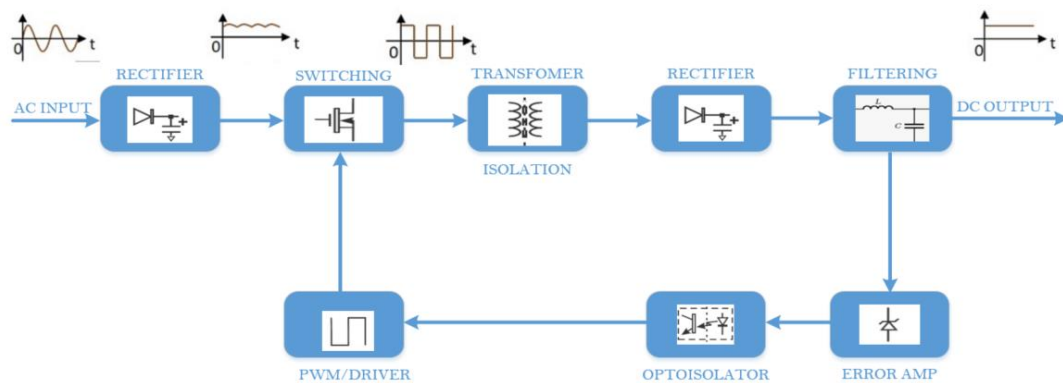 0 t
0 t
0 t
0 t
RECTIFIER
SWITCHING
TRANSFOMER
RECTIFIER
FILTERING
AC INPUT
+
+
L
C
DC OUTPUT
ISOLATION
PWM/DRIVER
OPTOISOLATOR
ERROR AMP